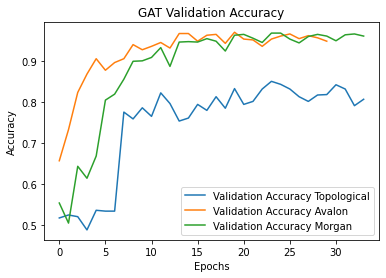 GAT Validation Accuracy
Accuracy
0.9
0.8
0.7
0.6
0.5
Validation Accuracy Topological
Validation Accuracy Avalon
Validation Accuracy Morgan
0 5 10 15 20 25 30
Epochs